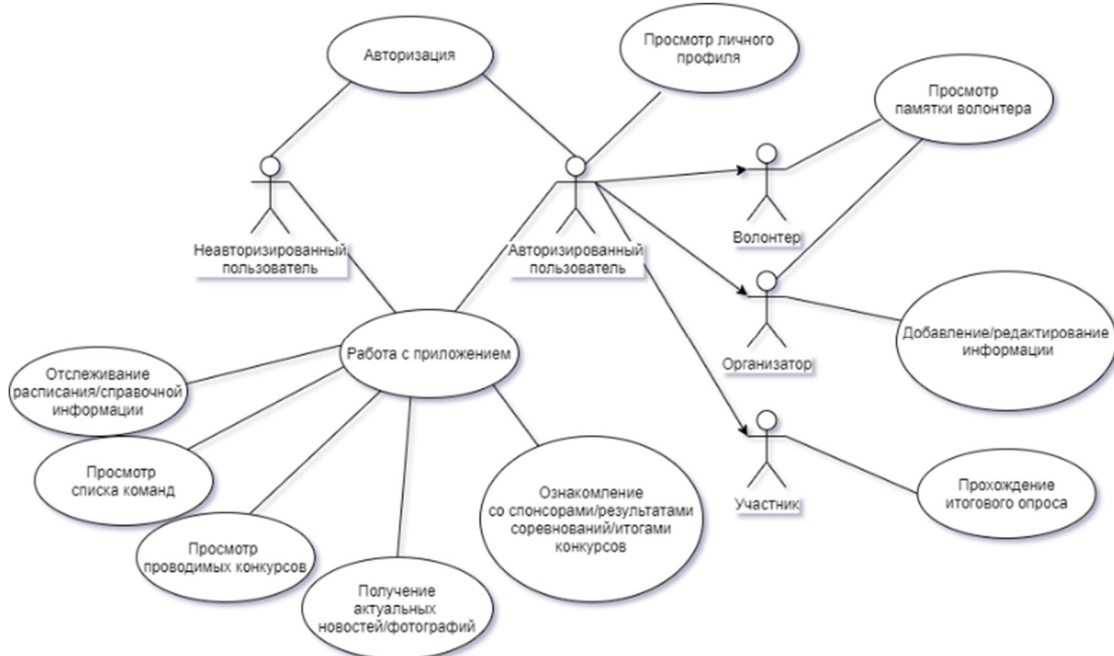 Авторизация
Просмотр личного
профиля
Просмотр
памятки волонтера
Неавторизированный
пользователь
Авторизированный
пользователь
Волонтер
Организатор
Добавление/редактирование
информации
Работа с приложением
Отслеживание
расписания/справочной
информации
Просмотр
списка команд
Просмотр
проводимых конкурсов
Получение
актуальных
новостей/фотографий
Ознакомление
со спонсорами/результатами
соревнований/итогами
конкурсов
Участник
Прохождение
итогового опроса